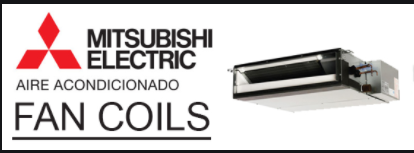 MITSUBISHI
ELECTRIC
AIRE ACONDICIONADO
FAN COILS